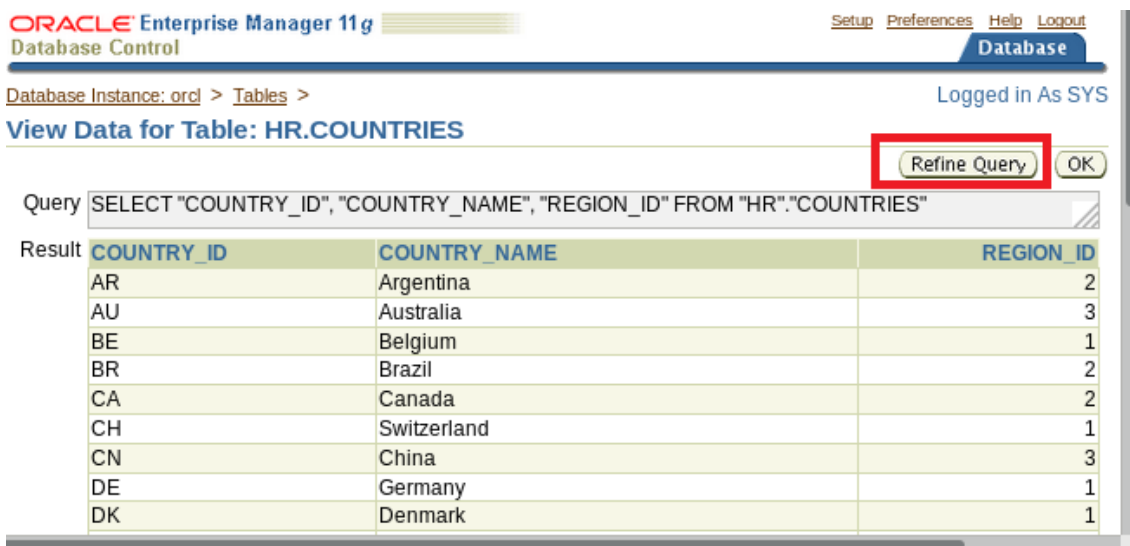 ORACLE Enterprise Manager 11g
Database Control
Setup Preferences Help Logout
Database
Database Instance: orcl > Tables >
Logged in As SYS
View Data for Table: HR.COUNTRIES
Refine Query OK
Query SELECT "COUNTRY_ID", "COUNTRY_NAME", "REGION_ID" FROM "HR"."COUNTRIES"
Result COUNTRY_ID COUNTRY_NAME REGION_ID
AR Argentina 2
AU Australia 3
BE Belgium 1
BR Brazil 2
CA Canada 2
CH Switzerland 1
CN China 3
DE Germany 1
DK Denmark 1